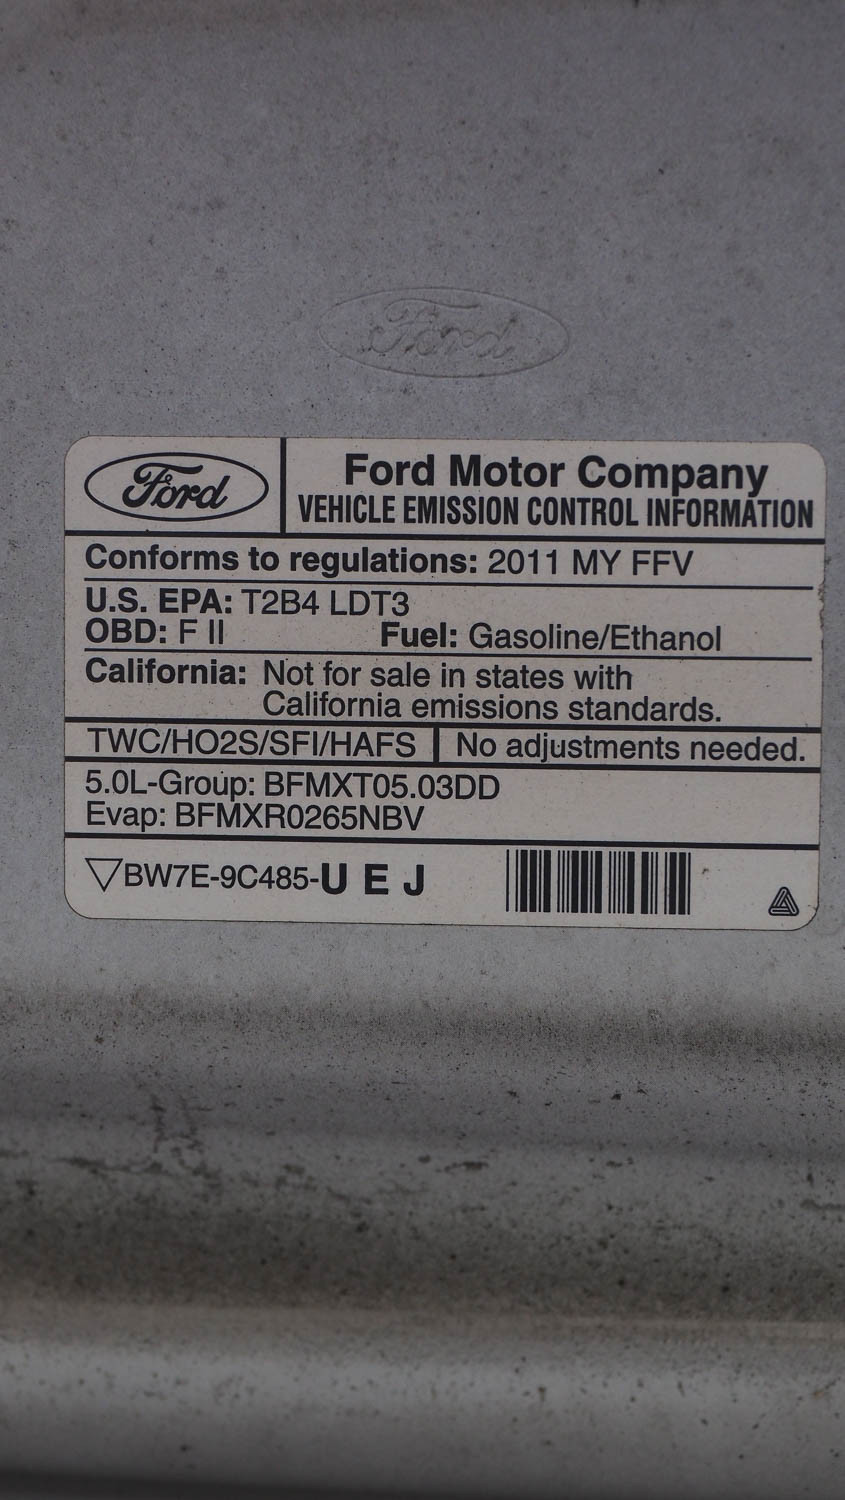 Ford
Ford
Ford Motor Company
VEHICLE EMISSION CONTROL INFORMATION
Conforms to regulations: 2011 MY FFV
U.S. EPA: T2B4 LDT3
OBD: F II Fuel: Gasoline/Ethanol
California: Not for sale in states with
California emissions standards.
TWC/HO2S/SFI/HAFS No adjustments needed.
5.0L-Group: BFMXT05.03DD
Evap: BFMXR0265NBV
▽BW7E-9C485-U E J